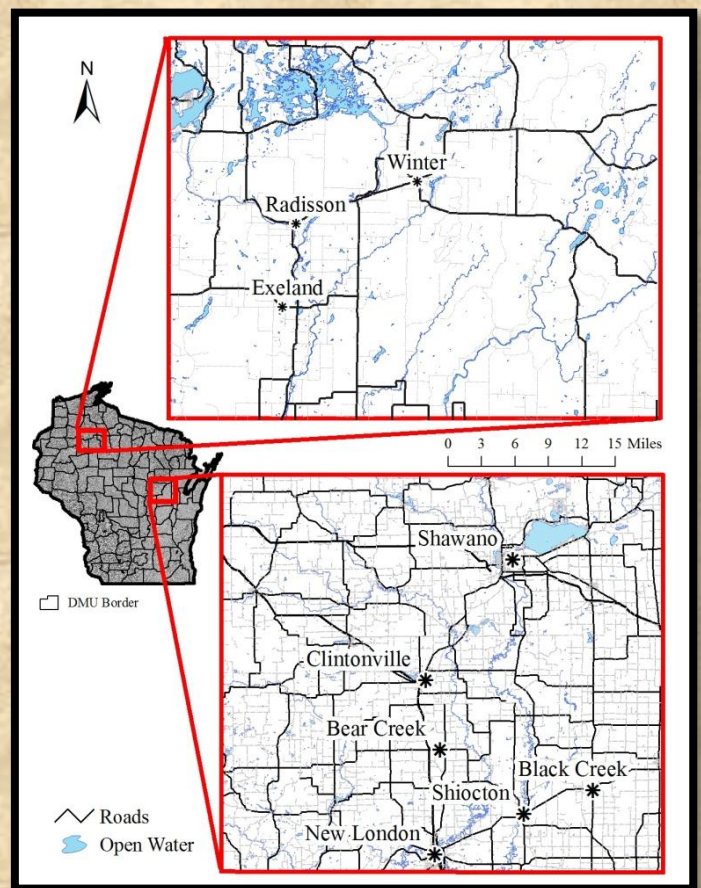 N
Winter
Radisson
Exeland
0 3 6 9 12 15 Miles
Shawano
DMU Border
Clintonville
Bear Creek
Black Creek
Shiocton
Roads
New London
Open Water